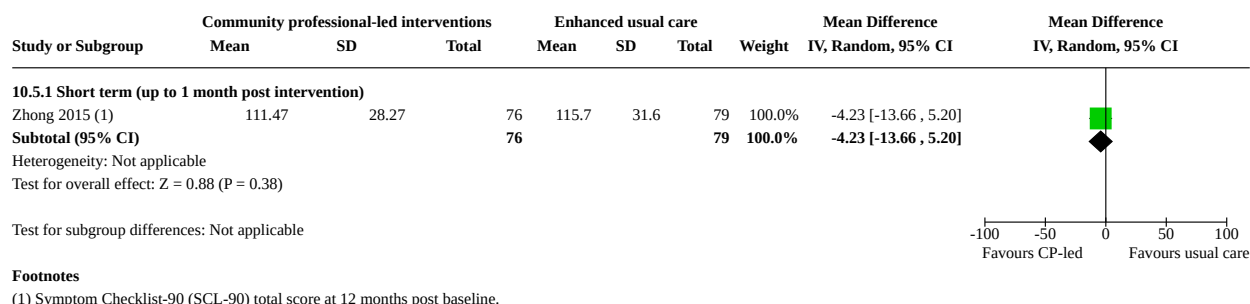 Community professional-led interventions Enhanced usual care Mean Difference Mean Difference
Study or Subgroup Mean SD Total Mean SD Total Weight IV, Random, 95% CI IV, Random, 95% CI
10.5.1 Short term (up to 1 month post intervention)
Zhong 2015 (1) 111.47 28.27 76 115.7 31.6 79 100.0% -4.23 [-13.66 , 5.20]
Subtotal (95% CI) 76 79 100.0% -4.23 [-13.66 , 5.20]
Heterogeneity: Not applicable
Test for overall effect: Z = 0.88 (P = 0.38)
Test for subgroup differences: Not applicable
-100 -50 0 50 100
Favours CP-led Favours usual care
Footnotes
(1) Symptom Checklist-90 (SCL-90) total score at 12 months post baseline.